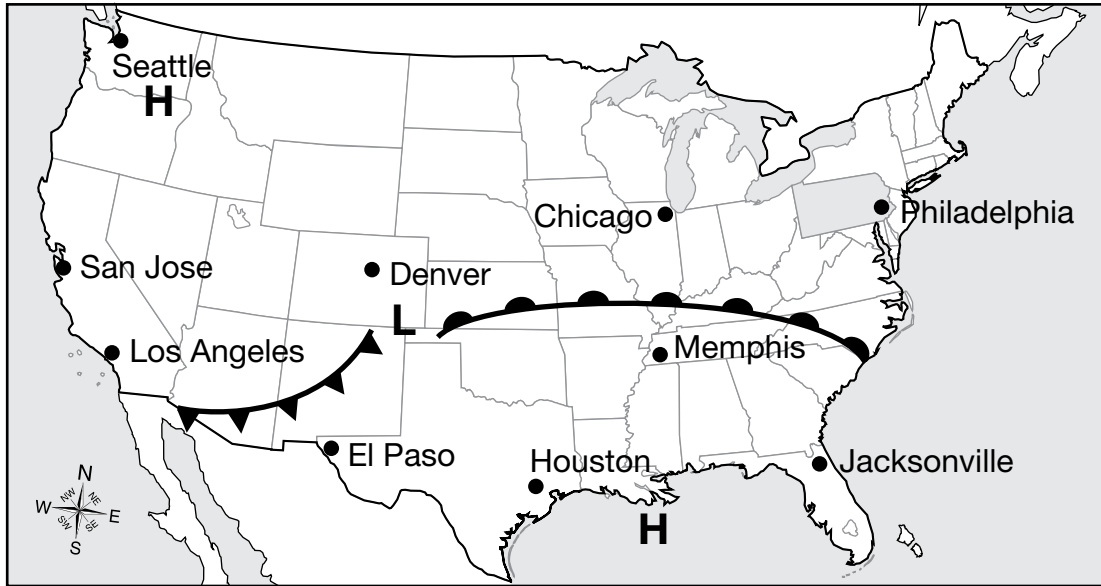 Seattle
H
Chicago
Philadelphia
San Jose
Denver
L
Los Angeles
Memphis
El Paso
Houston
Jacksonville
H
N
NW NE
W E
SW SE
S